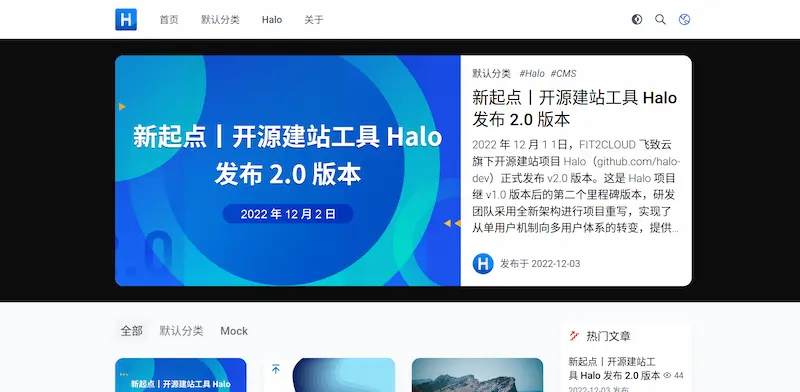 H
首页 默认分类 Halo 关于
新起点丨开源建站工具 Halo
发布 2.0 版本
2022 年 12 月 2 日
2.0
默认分类 #Halo #CMS
新起点丨开源建站工具 Halo
发布 2.0 版本
2022 年 12 月 1 1日，FIT2CLOUD 飞致云
旗下开源建站项目 Halo（github.com/halo-
dev）正式发布 v2.0 版本。这是 Halo 项目
继 v1.0 版本后的第二个里程碑版本，研发
团队采用全新架构进行项目重写，实现了
从单用户机制向多用户体系的转变，提供...
H
发布于 2022-12-03
全部 默认分类 Mock
新起点丨开源建站工具 Halo
热门文章
新起点丨开源建站工
具 Halo 发布 2.0 版本 44
2022-12-03 发布